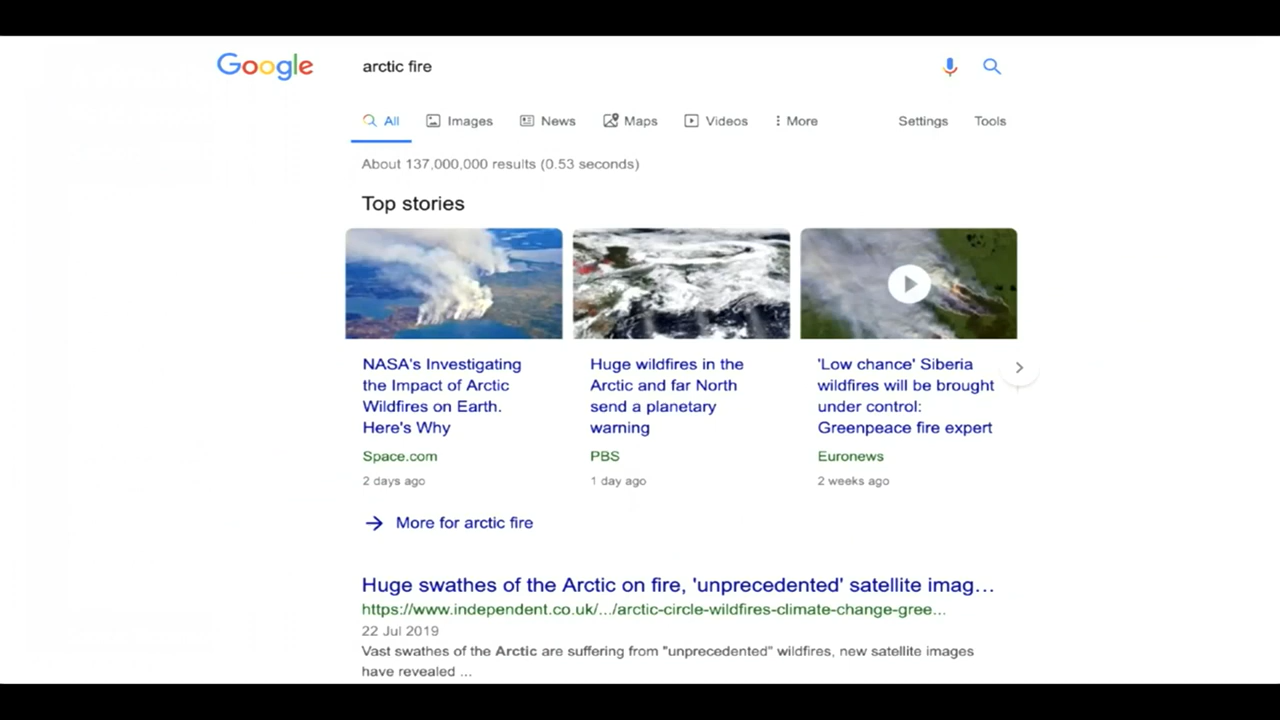 Google
arctic fire
All Images News Maps Videos More Settings Tools
About 137,000,000 results (0.53 seconds)
Top stories
NASA's Investigating
the Impact of Arctic
Wildfires on Earth.
Here's Why
Space.com
2 days ago
Huge wildfires in the
Arctic and far North
send a planetary
warning
PBS
1 day ago
'Low chance' Siberia
wildfires will be brought
under control:
Greenpeace fire expert
Euronews
2 weeks ago
More for arctic fire
Huge swathes of the Arctic on fire, 'unprecedented' satellite imag...
https://www.independent.co.uk/.../arctic-circle-wildfires-climate-change-gree...
22 Jul 2019
Vast swathes of the Arctic are suffering from "unprecedented" wildfires, new satellite images
have revealed ...